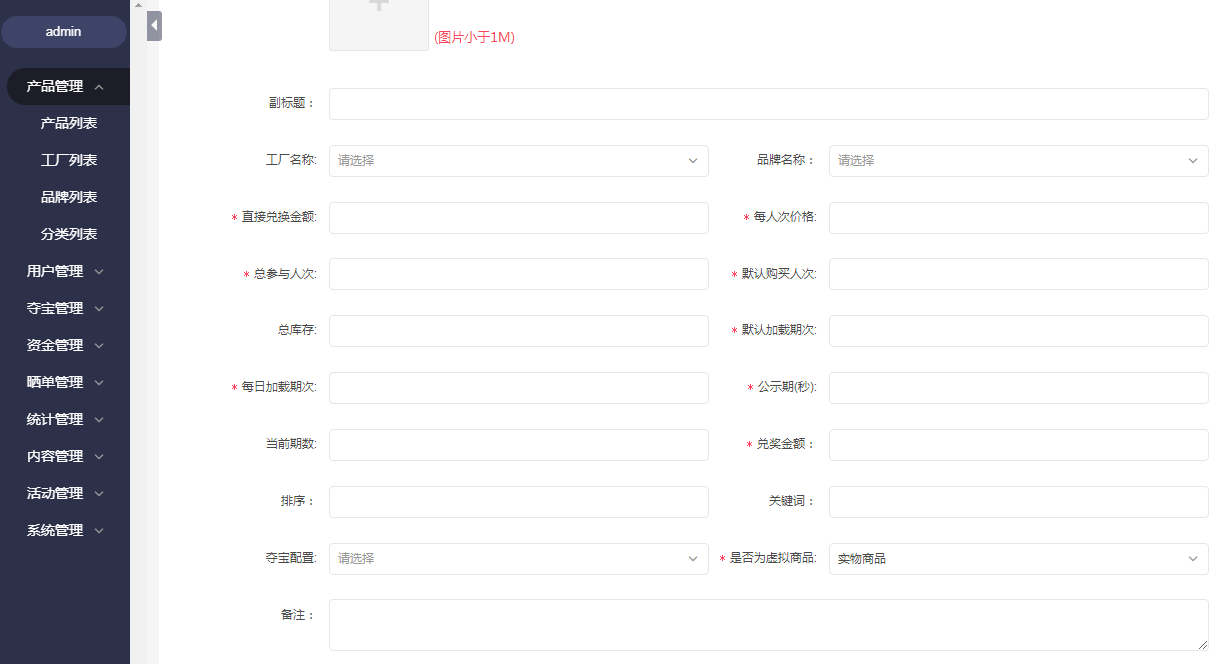 admin
产品管理
产品列表
工厂列表
品牌列表
分类列表
用户管理
夺宝管理
资金管理
晒单管理
统计管理
内容管理
活动管理
系统管理
(图片小于1M)
副标题：
工厂名称: 请选择 品牌名称： 请选择
* 直接兑换金额: * 每人次价格:
* 总参与人次: * 默认购买人次:
总库存: * 默认加载期次:
* 每日加载期次: * 公示期(秒):
当前期数: * 兑奖金额：
排序： 关键词：
夺宝配置: 请选择 * 是否为虚拟商品: 实物商品
备注：